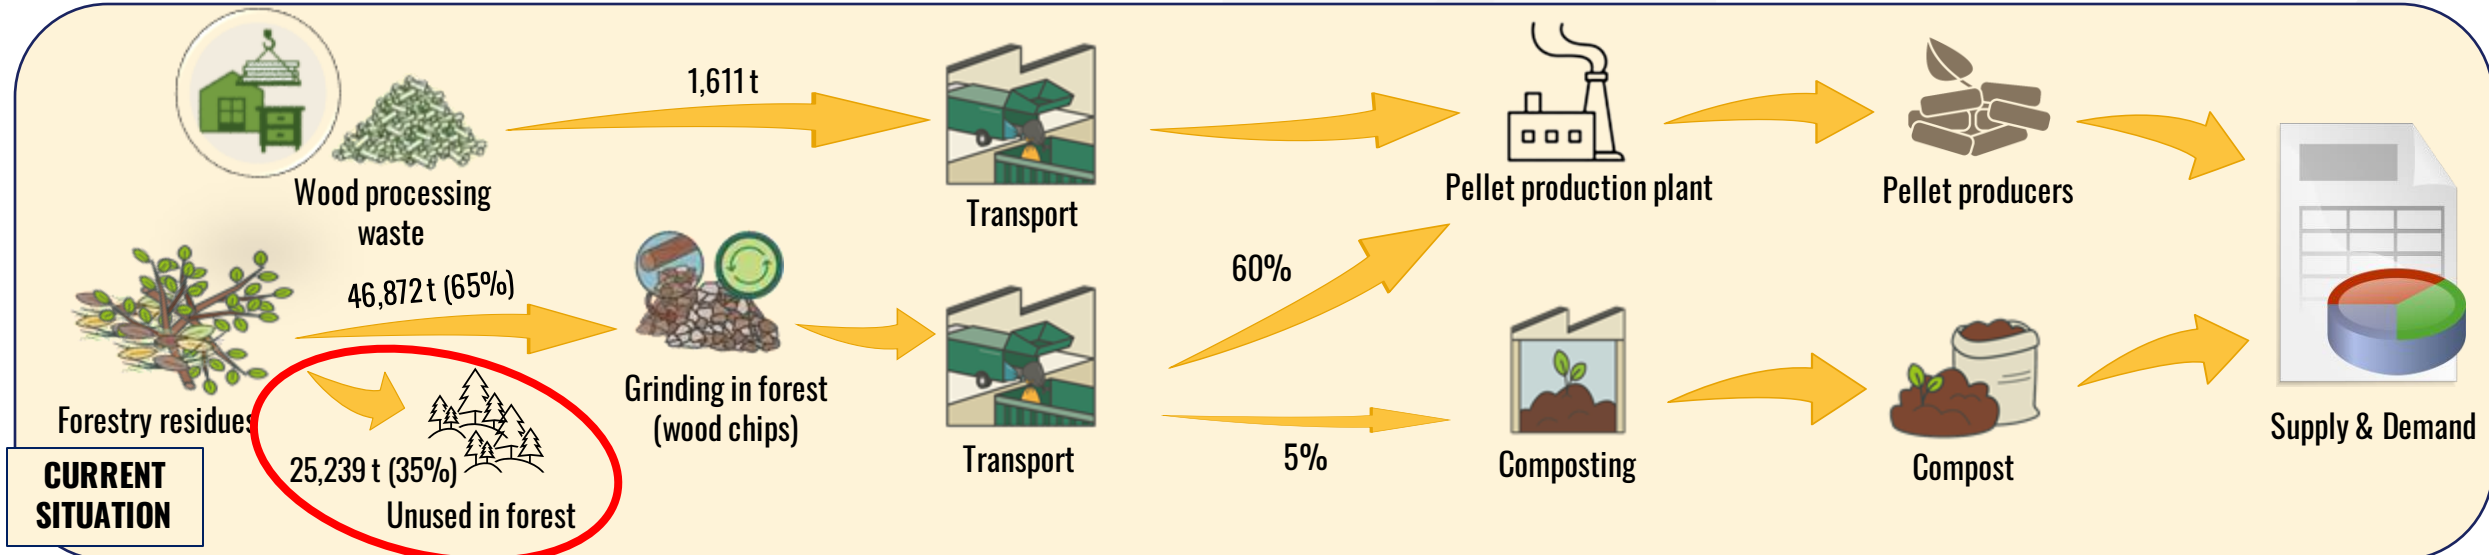 1,611 t
Wood processing
waste
Transport
Pellet production plant
Pellet producers
46,872 t (65%)
60%
Forestry residues
25,239 t (35%)
Unused in forest
Grinding in forest
(wood chips)
Transport
5%
Composting
Compost
Supply & Demand
CURRENT
SITUATION